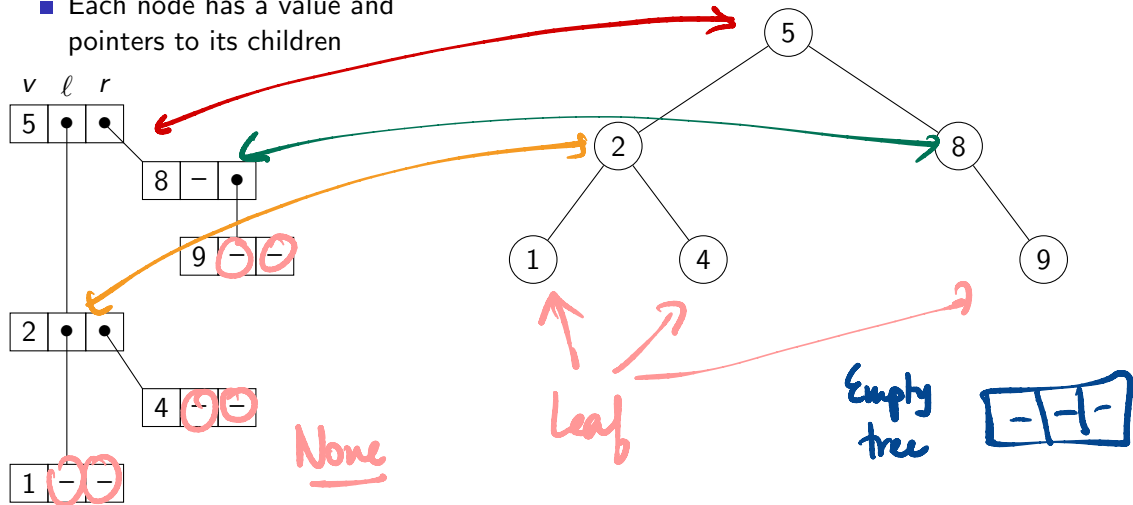 ■ Each node has a value and
pointers to its children
v ℓ r
5 • •
8 – •
9 – –
2 • •
4 – –
1 – –
None
5
2 8
1 4 9
Leaf
Empty
tree
– – –